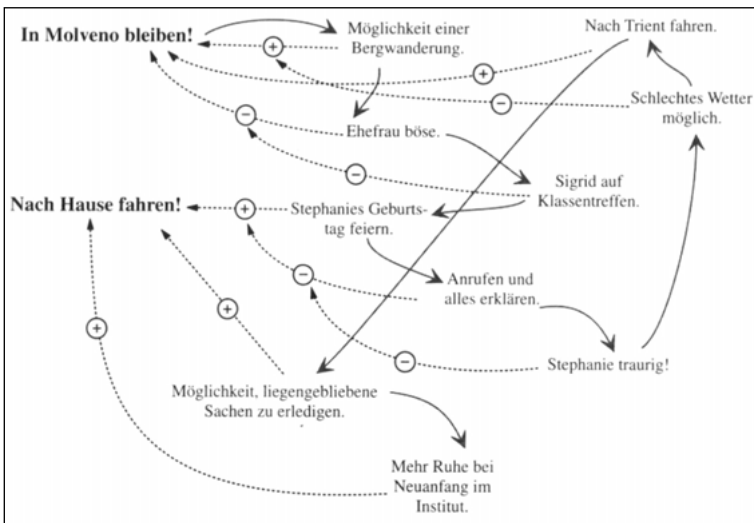 In Molveno bleiben!
Möglichkeit einer
Bergwanderung.
Nach Trient fahren.
+
+
−
Schlechtes Wetter
möglich.
−
Ehefrau böse.
−
Sigrid auf
Klassentreffen.
Nach Hause fahren!
+
Stephanies Geburts-
tag feiern.
−
Anrufen und
alles erklären.
+
+
−
Stephanie traurig!
Möglichkeit, liegengebliebene
Sachen zu erledigen.
Mehr Ruhe bei
Neuanfang im
Institut.